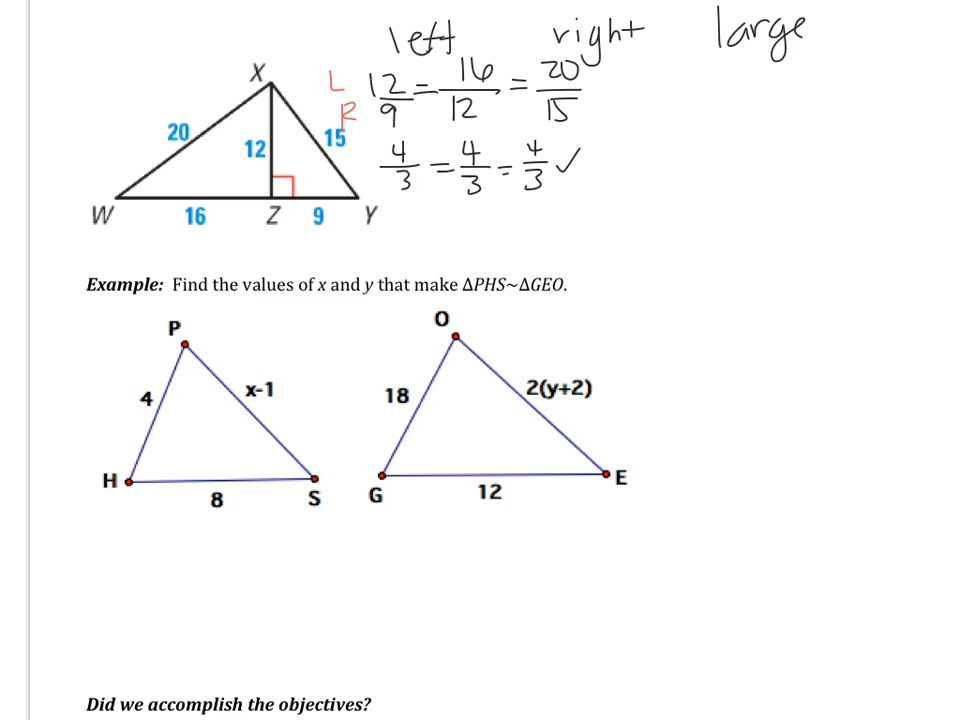 left right large
L 12/9 = 16/12 = 20/15
R
4/3 = 4/3 = 4/3 ✓
X
20 12 15
W 16 Z 9 Y
Example: Find the values of x and y that make ΔPHS~ΔGEO.
P O
4 x-1 18 2(y+2)
H 8 S G 12 E
Did we accomplish the objectives?